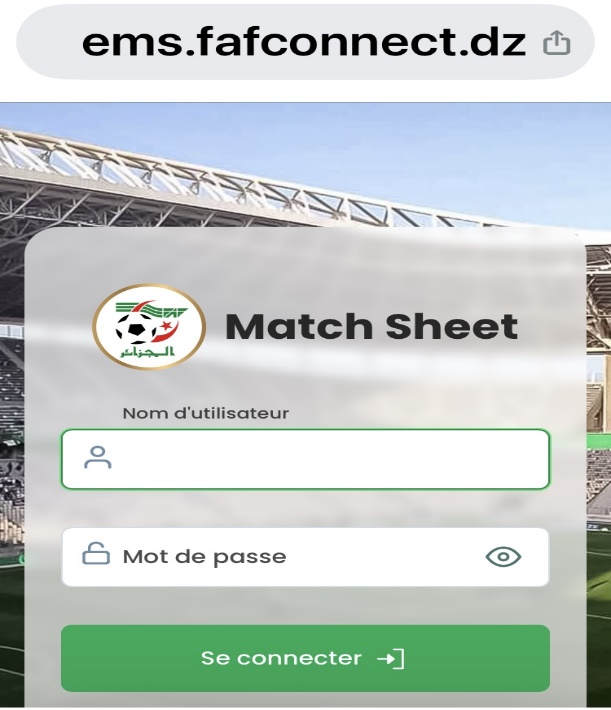 ems.fafconnect.dz
الجزائر
Match Sheet
Nom d'utilisateur
Mot de passe
Se connecter